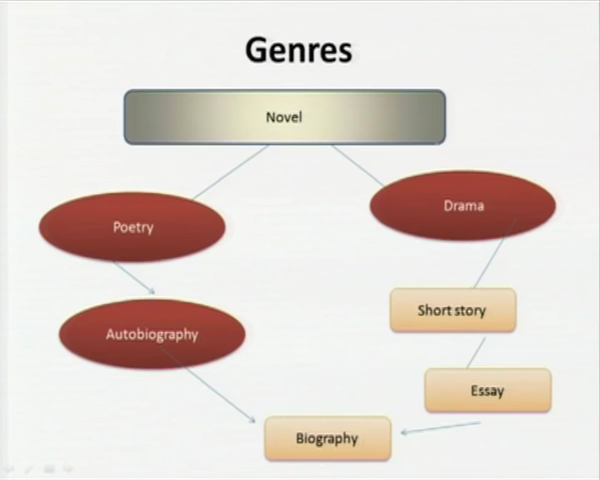 Genres
Novel
Poetry
Drama
Autobiography
Short story
Essay
Biography